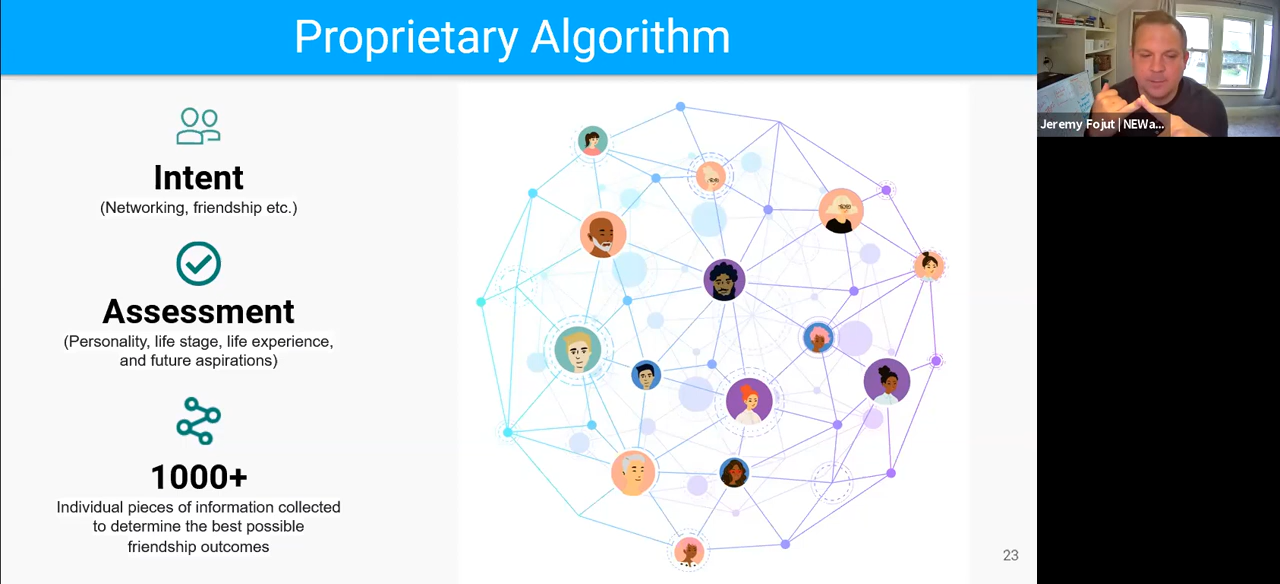 Proprietary Algorithm
Intent
(Networking, friendship etc.)
Assessment
(Personality, life stage, life experience,
and future aspirations)
1000+
Individual pieces of information collected
to determine the best possible
friendship outcomes
23
Jeremy Fojut | NEWa...